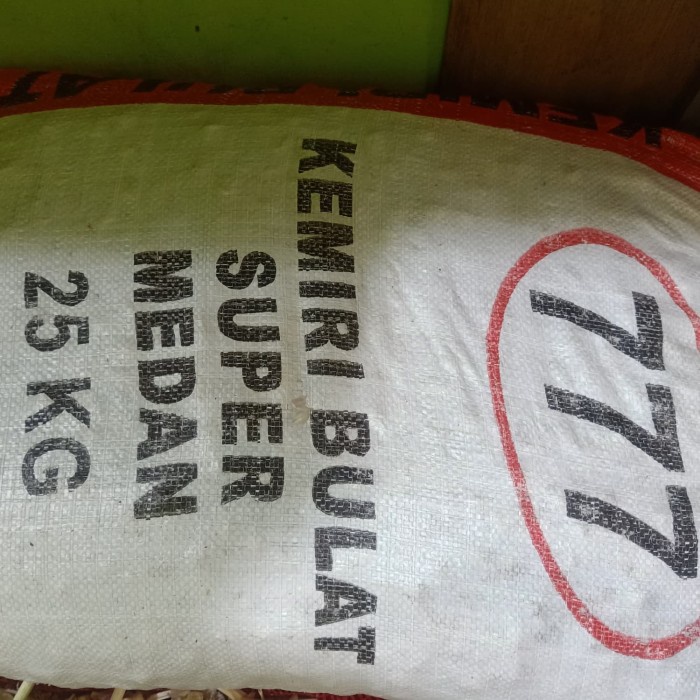 777
KEMIRI BULAT
SUPER
MEDAN
25 KG